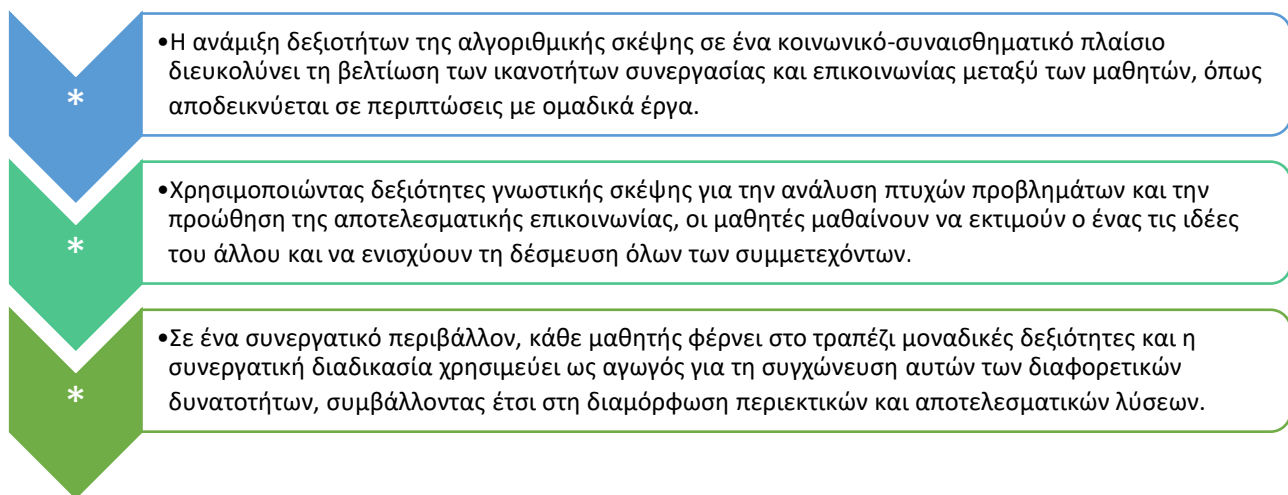 *
•Η ανάμιξη δεξιοτήτων της αλγοριθμικής σκέψης σε ένα κοινωνικό-συναισθηματικό πλαίσιο
διευκολύνει τη βελτίωση των ικανοτήτων συνεργασίας και επικοινωνίας μεταξύ των μαθητών, όπως
αποδεικνύεται σε περιπτώσεις με ομαδικά έργα.
*
•Χρησιμοποιώντας δεξιότητες γνωστικής σκέψης για την ανάλυση πτυχών προβλημάτων και την
προώθηση της αποτελεσματικής επικοινωνίας, οι μαθητές μαθαίνουν να εκτιμούν ο ένας τις ιδέες
του άλλου και να ενισχύουν τη δέσμευση όλων των συμμετεχόντων.
*
•Σε ένα συνεργατικό περιβάλλον, κάθε μαθητής φέρνει στο τραπέζι μοναδικές δεξιότητες και η
συνεργατική διαδικασία χρησιμεύει ως αγωγός για τη συγχώνευση αυτών των διαφορετικών
δυνατοτήτων, συμβάλλοντας έτσι στη διαμόρφωση περιεκτικών και αποτελεσματικών λύσεων.